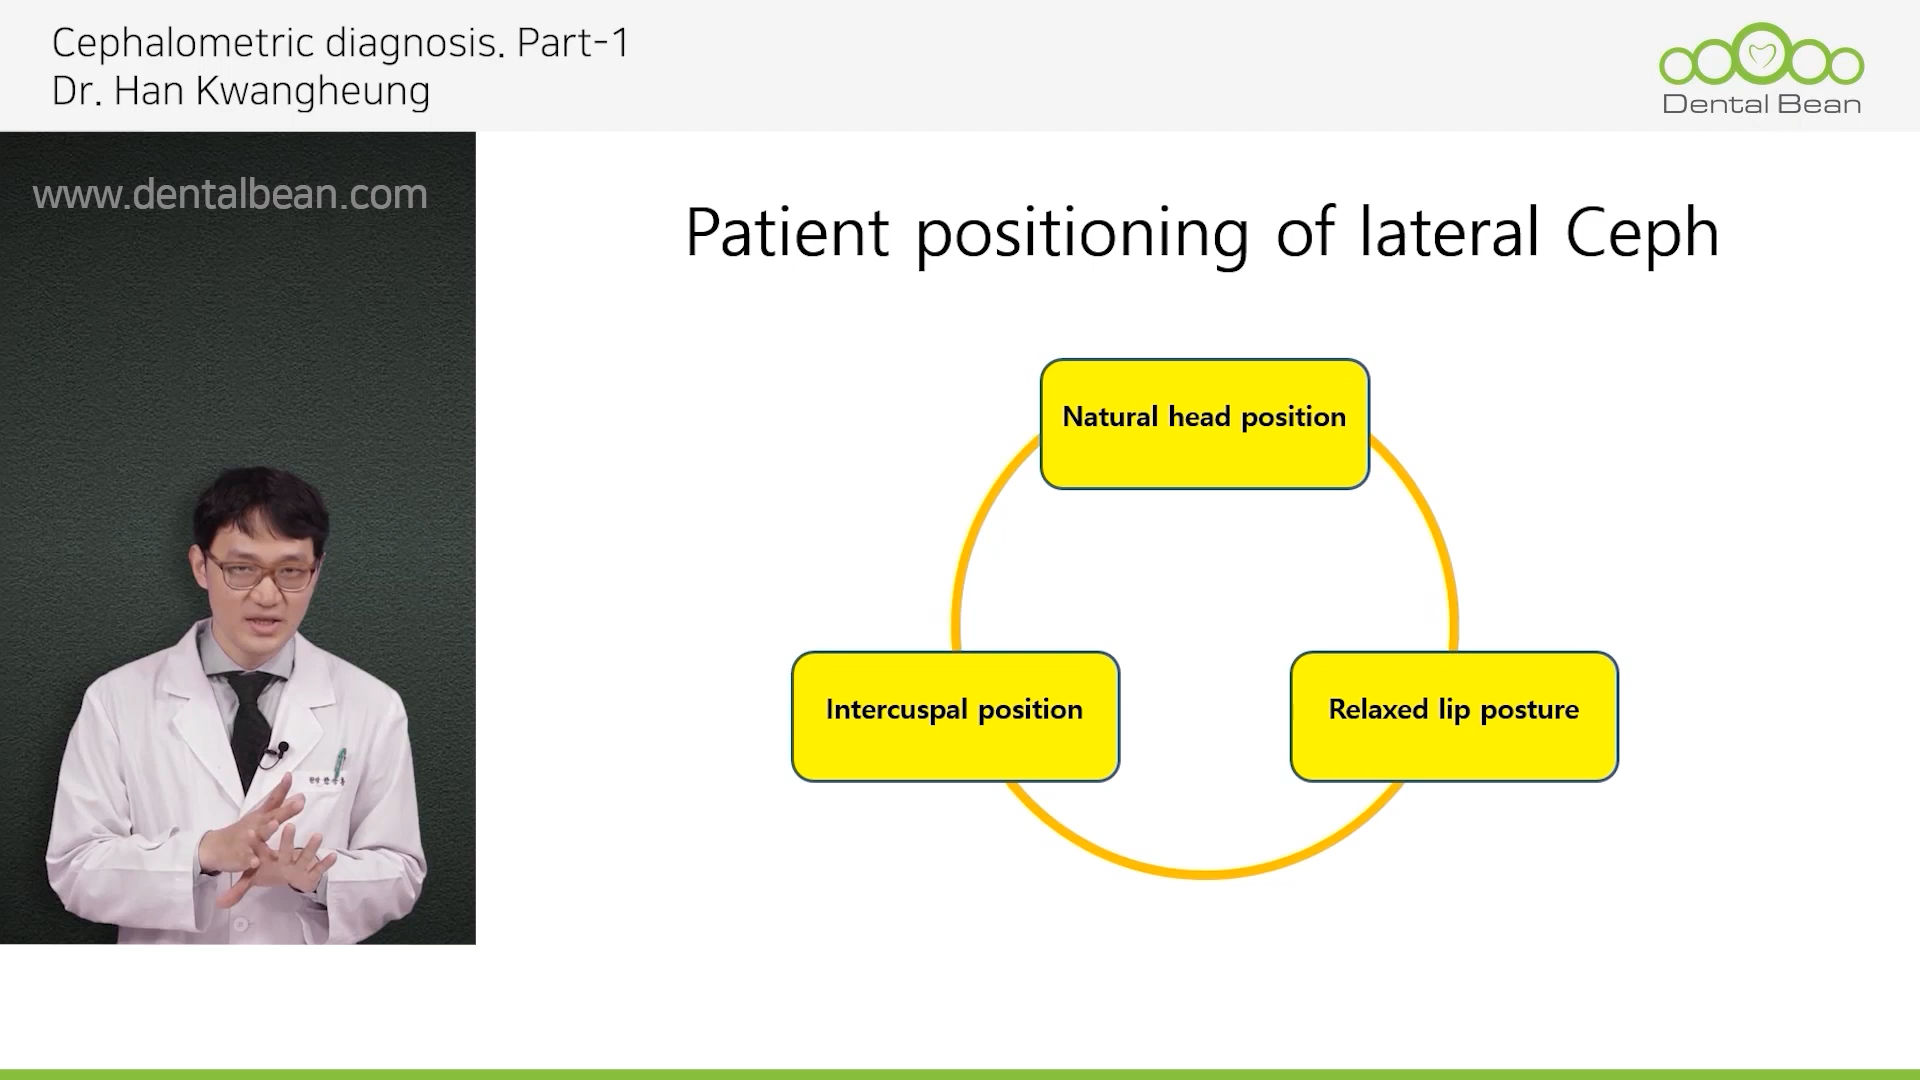 Cephalometric diagnosis. Part-1
Dr. Han Kwangheung
Dental Bean
www.dentalbean.com
Patient positioning of lateral Ceph
Natural head position
Intercuspal position
Relaxed lip posture